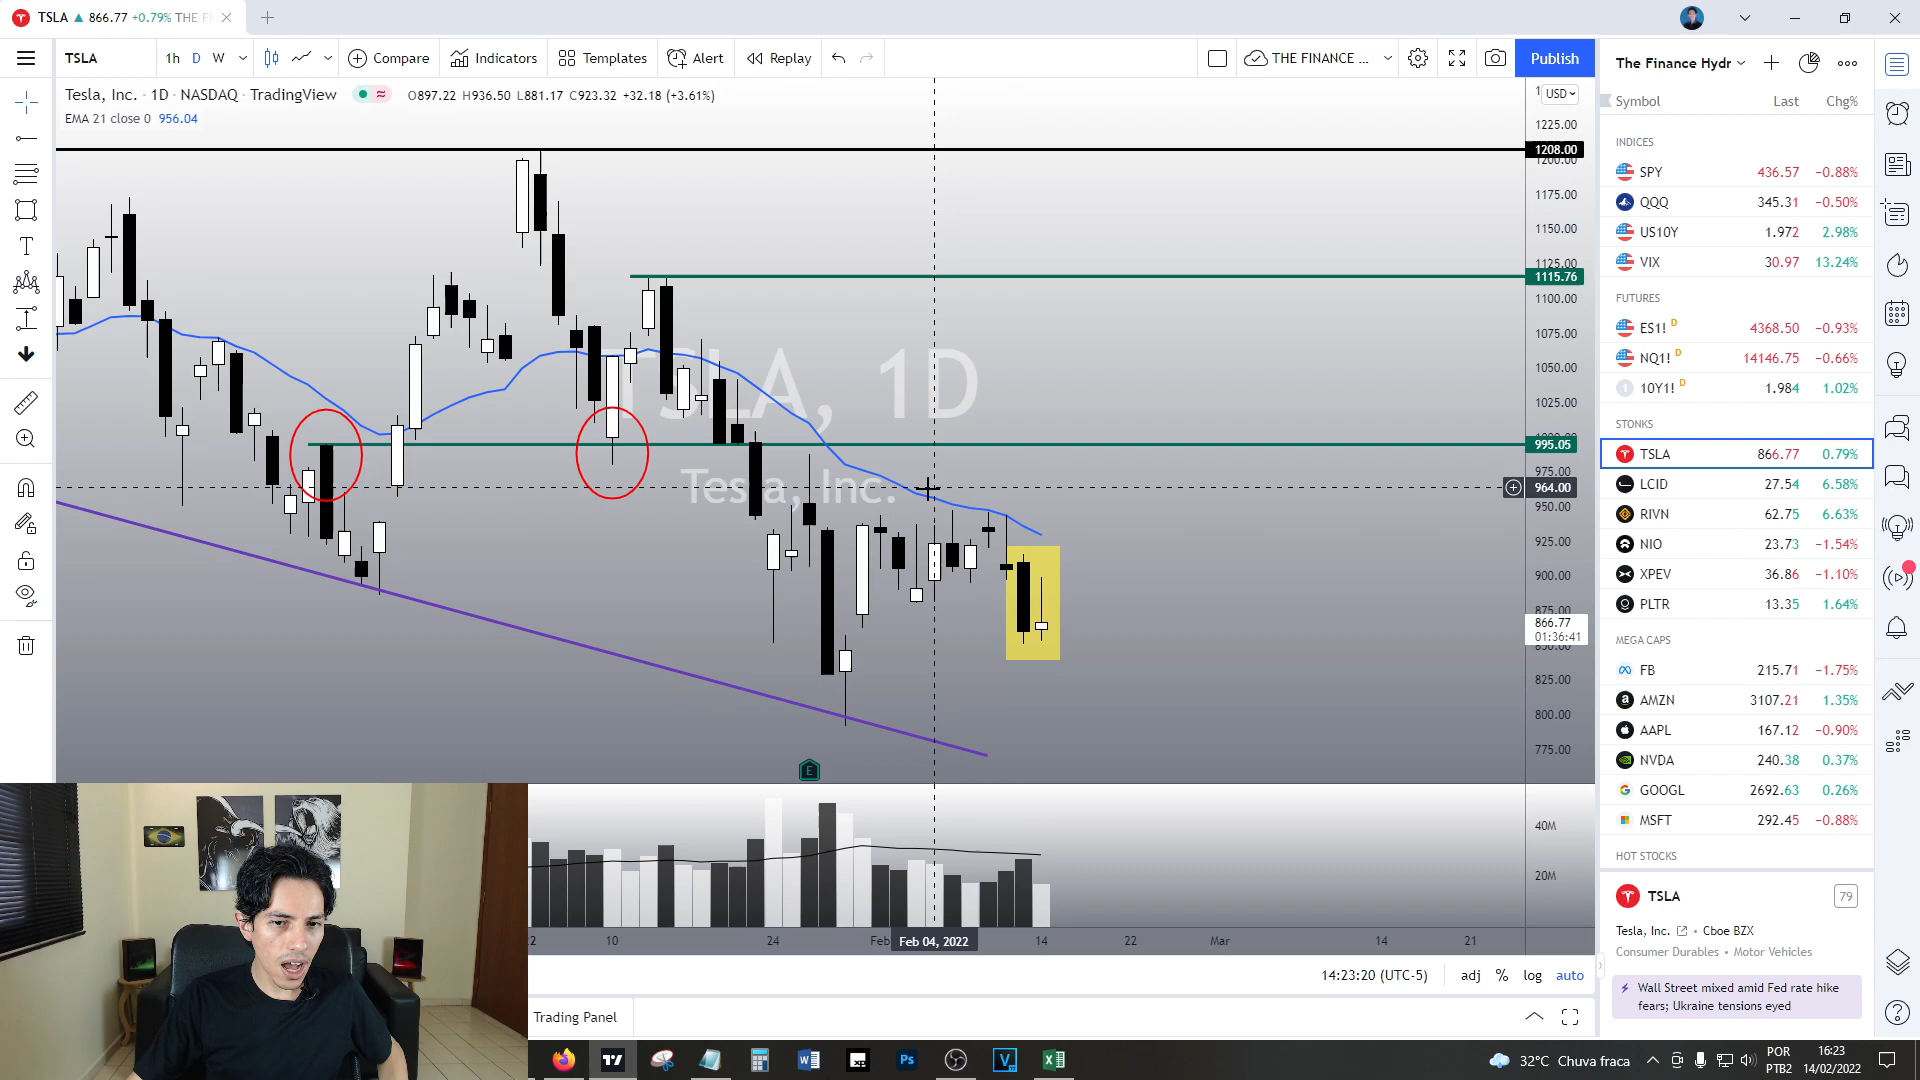 TSLA ▲ 866.77 +0.79% THE F
TSLA
1h D W
Compare
Indicators
Templates
Alert
Replay
THE FINANCE ...
Publish
Tesla, Inc. · 1D · NASDAQ · TradingView
O897.22 H936.50 L881.17 C923.32 +32.18 (+3.61%)
EMA 21 close 0 956.04
TSLA, 1D
Tesla, Inc.
USD
1225.00
1208.00
1200.00
1175.00
1150.00
1125.00
1115.76
1100.00
1075.00
1050.00
1025.00
995.05
975.00
964.00
950.00
925.00
900.00
875.00
866.77
01:36:41
850.00
825.00
800.00
775.00
E
40M
20M
10
24
Feb
Feb 04, 2022
14
22
Mar
14
21
14:23:20 (UTC-5)
adj % log auto
Trading Panel
The Finance Hydr
Symbol Last Chg%
INDICES
SPY 436.57 −0.88%
QQQ 345.31 −0.50%
US10Y 1.972 2.98%
VIX 30.97 13.24%
FUTURES
ES1! D 4368.50 −0.93%
NQ1! D 14146.75 −0.66%
10Y1! D 1.984 1.02%
STONKS
TSLA 866.77 0.79%
LCID 27.54 6.58%
RIVN 62.75 6.63%
NIO 23.73 −1.54%
XPEV 36.86 −1.10%
PLTR 13.35 1.64%
MEGA CAPS
FB 215.71 −1.75%
AMZN 3107.21 1.35%
AAPL 167.12 −0.90%
NVDA 240.38 0.37%
GOOGL 2692.63 0.26%
MSFT 292.45 −0.88%
HOT STOCKS
TSLA 79
Tesla, Inc. • Cboe BZX
Consumer Durables • Motor Vehicles
Wall Street mixed amid Fed rate hike
fears; Ukraine tensions eyed
32°C Chuva fraca
POR
PTB2
16:23
14/02/2022